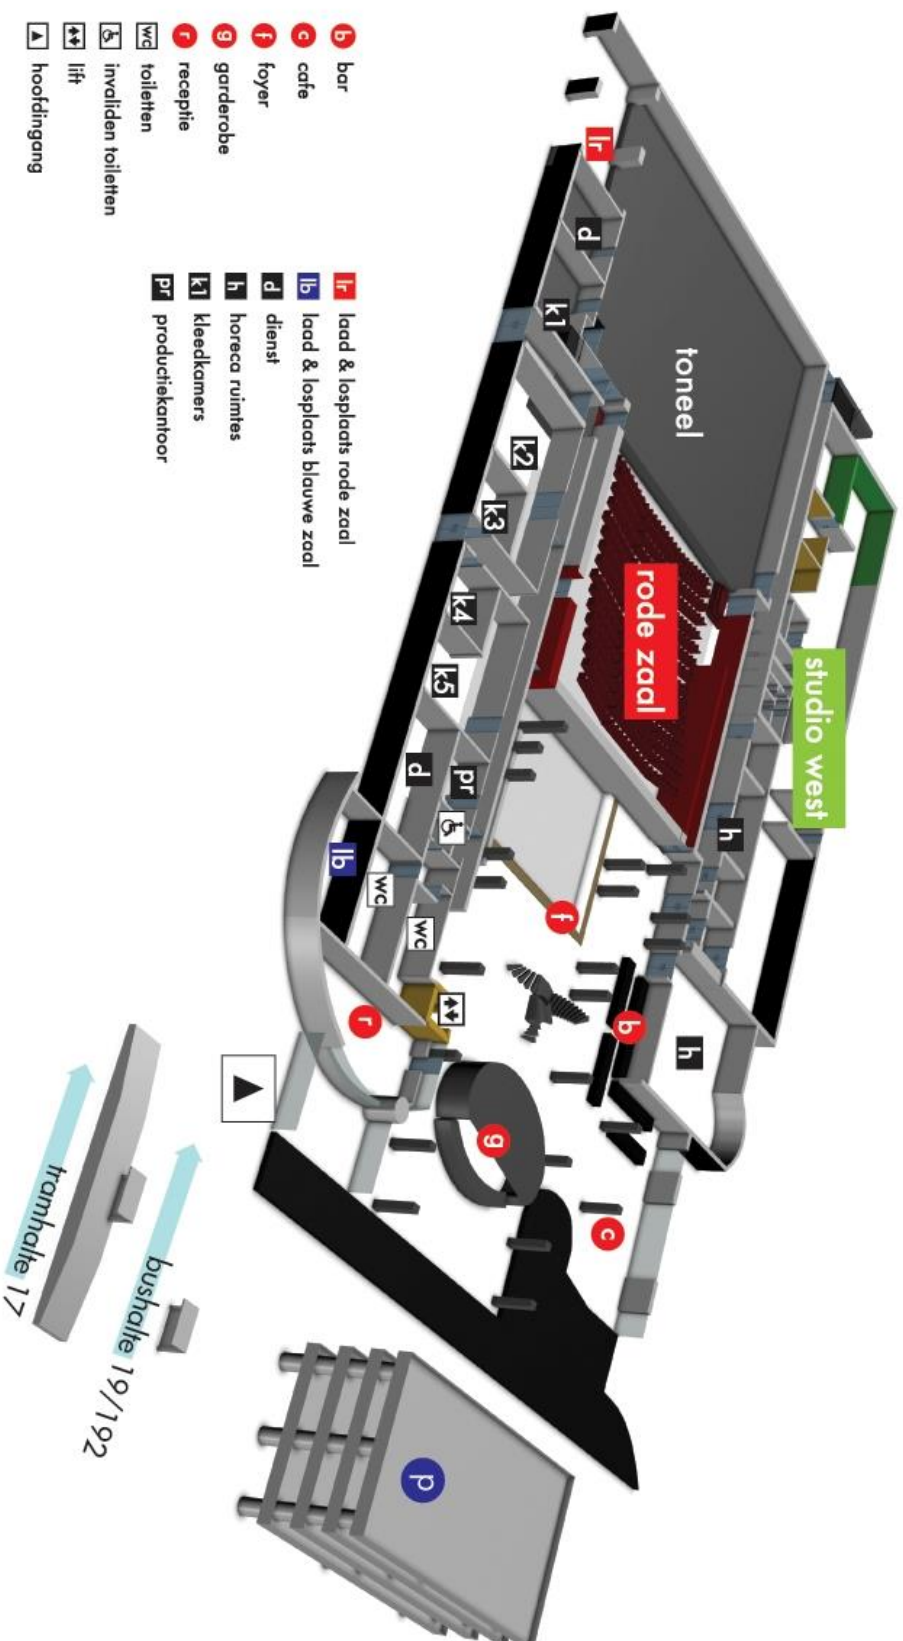 toneel
rode zaal
studio west
lr
d
k1
k2
k3
k4
k5
d
pr
lb
wc
wc
h
h
f
b
r
g
c
p
tramhalte 17
bushalte 19/192
b bar
c cafe
f foyer
g garderobe
r receptie
wc toiletten
invaliden toiletten
lift
hoofdingang
lr laad & losplaats rode zaal
lb laad & losplaats blauwe zaal
d dienst
h horeca ruimtes
k1 kleedkamers
pr productiekantoor